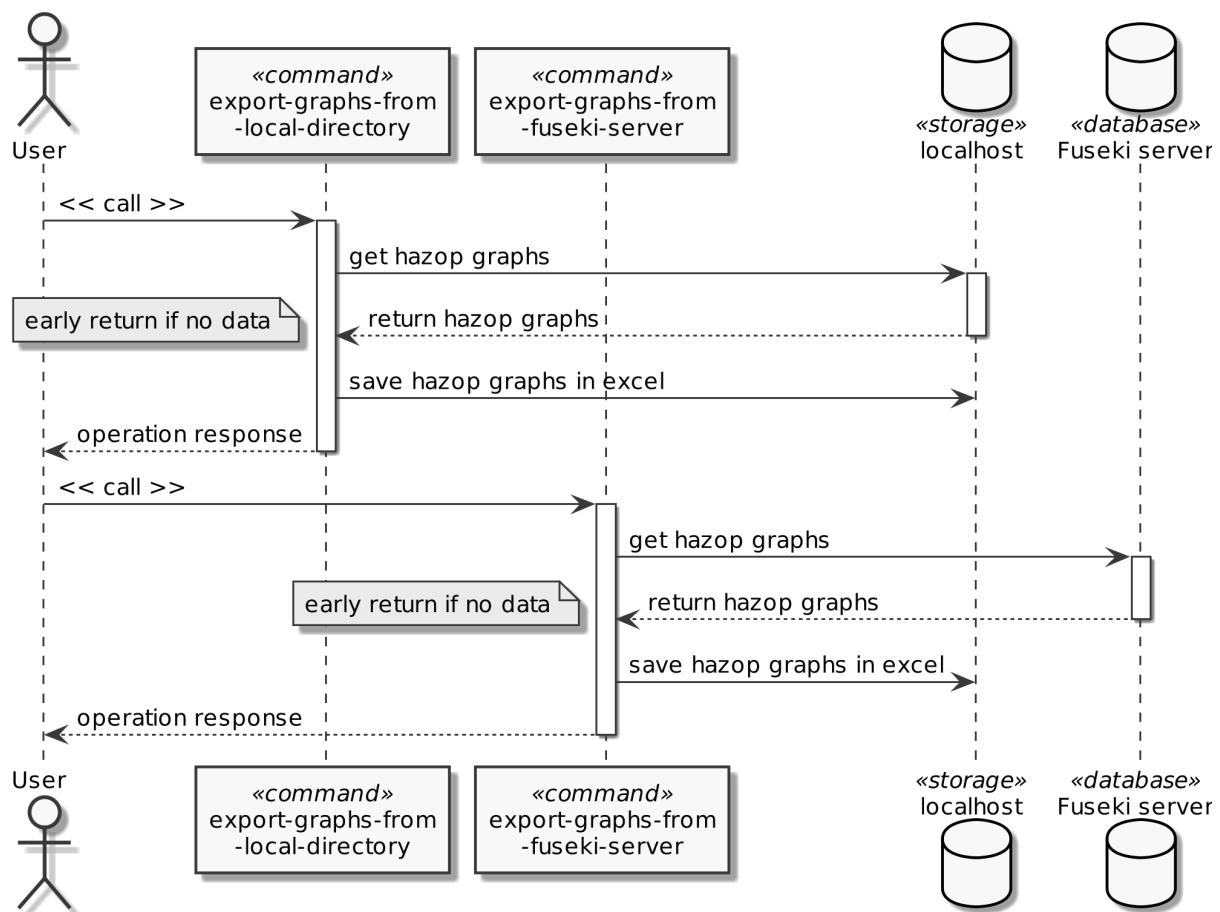 «command»
export-graphs-from
-local-directory
«command»
export-graphs-from
-fuseki-server
User
«storage»
localhost
«database»
Fuseki server
<< call >>
get hazop graphs
early return if no data
return hazop graphs
save hazop graphs in excel
operation response
<< call >>
get hazop graphs
early return if no data
return hazop graphs
save hazop graphs in excel
operation response
User
«command»
export-graphs-from
-local-directory
«command»
export-graphs-from
-fuseki-server
«storage»
localhost
«database»
Fuseki server